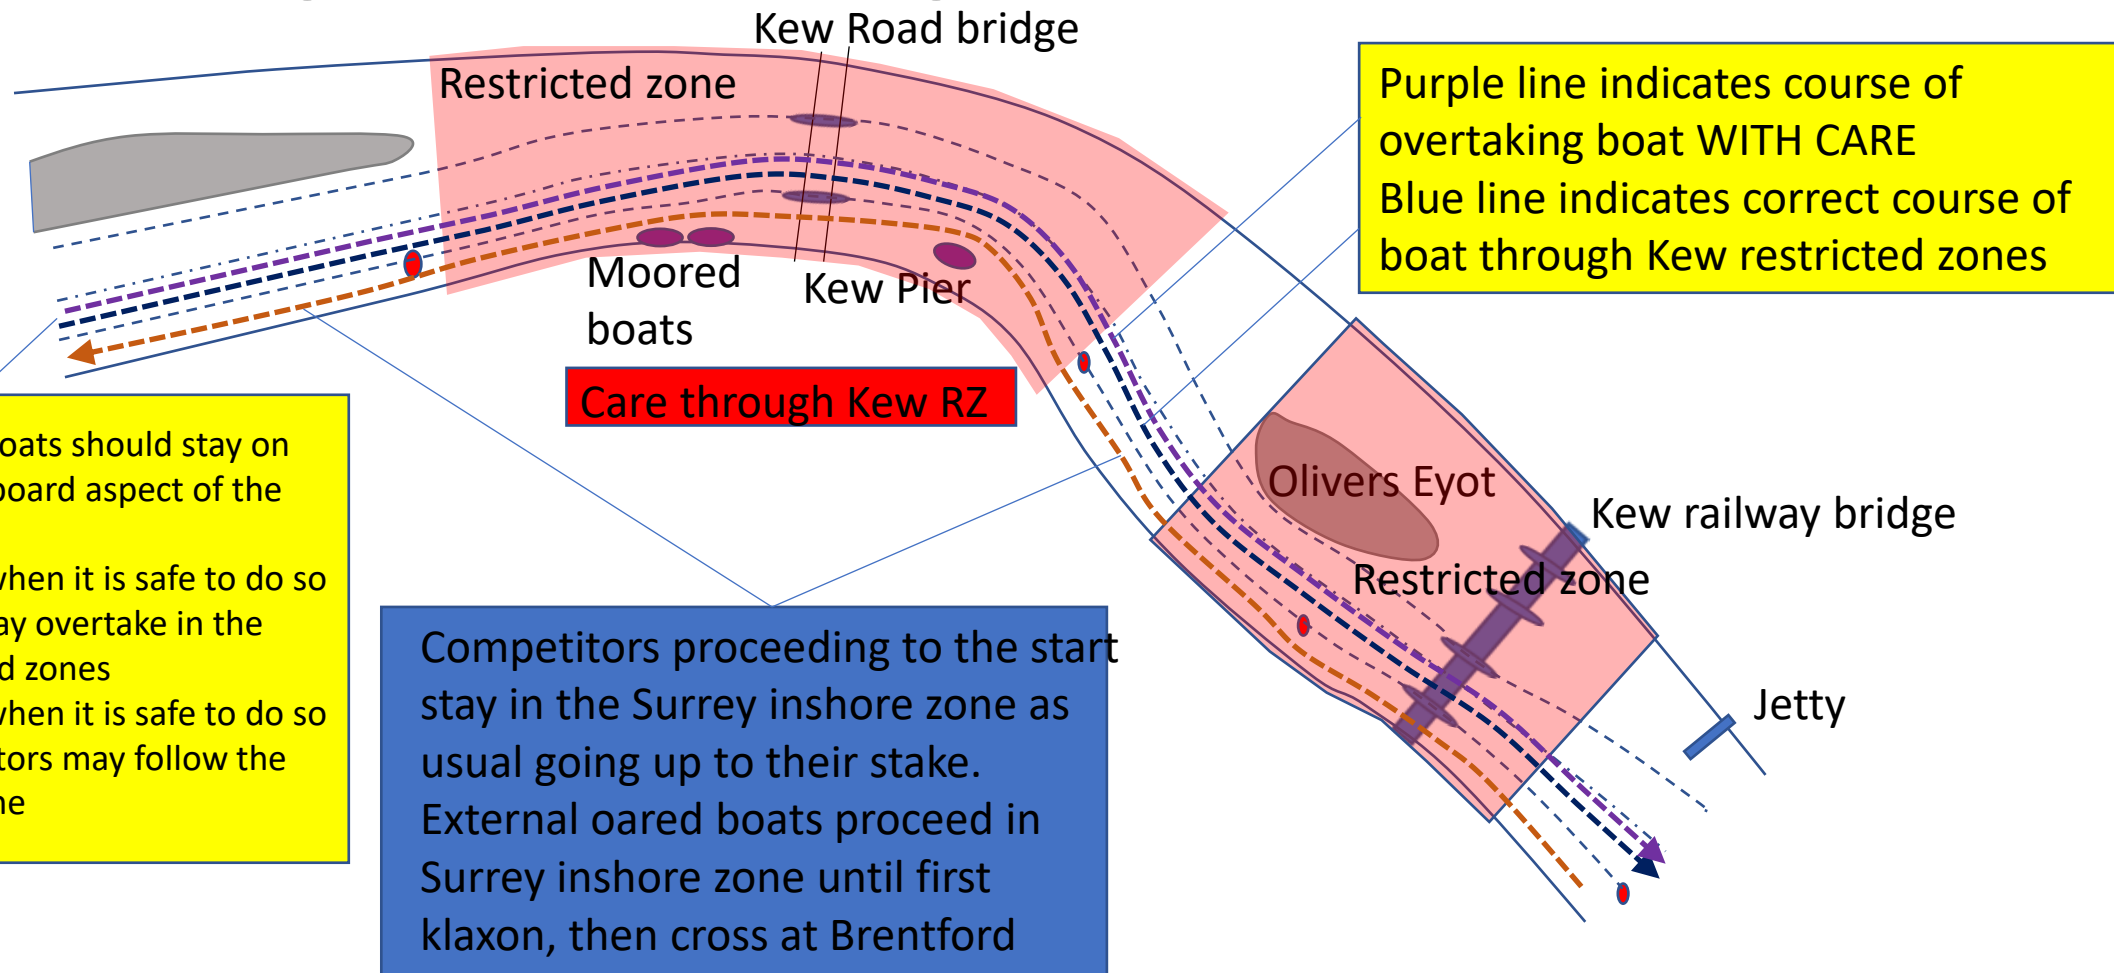 Kew Road bridge
Restricted zone
Purple line indicates course of
overtaking boat WITH CARE
Blue line indicates correct course of
boat through Kew restricted zones
Moored
boats
Kew Pier
Care through Kew RZ
oats should stay on
board aspect of the
when it is safe to do so
ay overtake in the
d zones
when it is safe to do so
tors may follow the
ne
Olivers Eyot
Kew railway bridge
Restricted zone
Jetty
Competitors proceeding to the start
stay in the Surrey inshore zone as
usual going up to their stake.
External oared boats proceed in
Surrey inshore zone until first
klaxon, then cross at Brentford